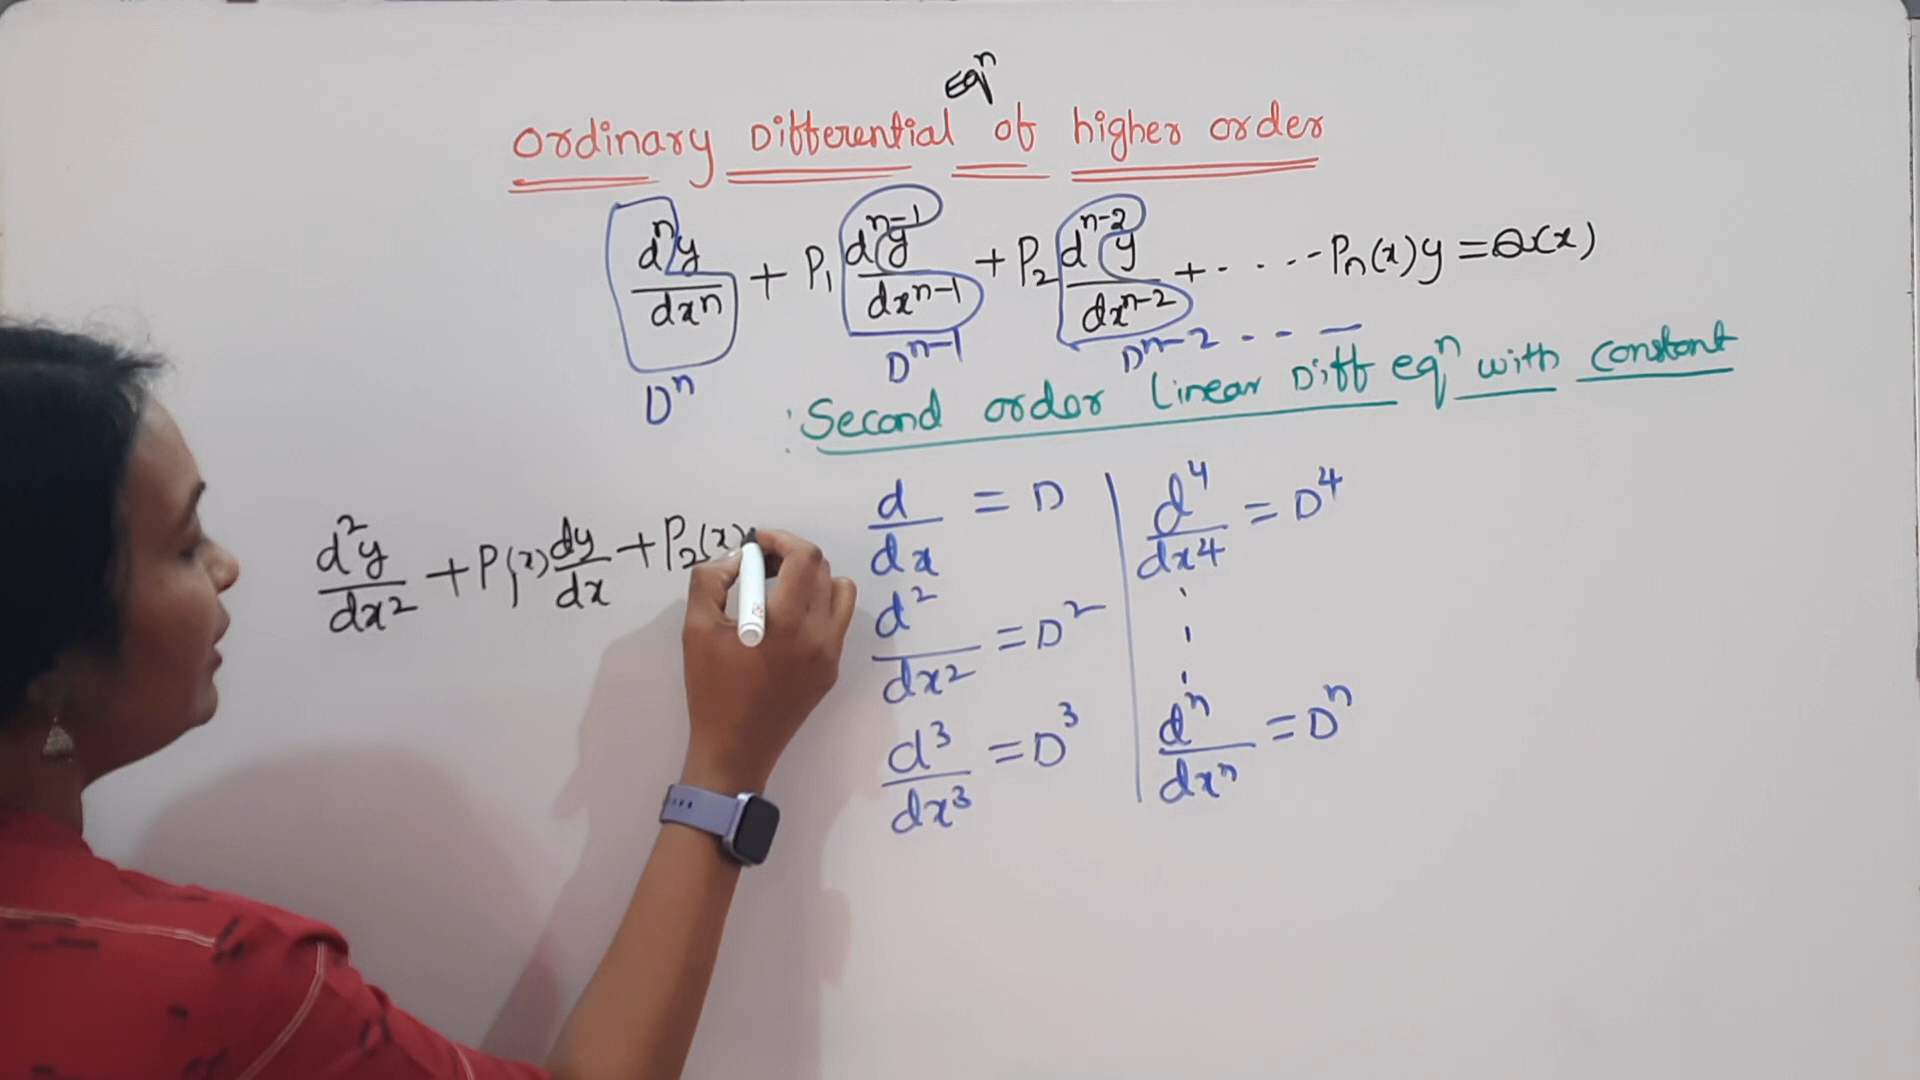 Eqⁿ
Ordinary Differential of higher order
dⁿy/dxⁿ + P₁ dⁿ⁻¹y/dxⁿ⁻¹ + P₂ dⁿ⁻²y/dxⁿ⁻² + ..... Pₙ(x)y = Q(x)
Dⁿ Dⁿ⁻¹ Dⁿ⁻² - - -
: Second order Linear Diff eqⁿ with constant
d²y/dx² + P₁(x) dy/dx + P₂(x)
d/dx = D
d²/dx² = D²
d³/dx³ = D³
d⁴/dx⁴ = D⁴
⋮
dⁿ/dxⁿ = Dⁿ